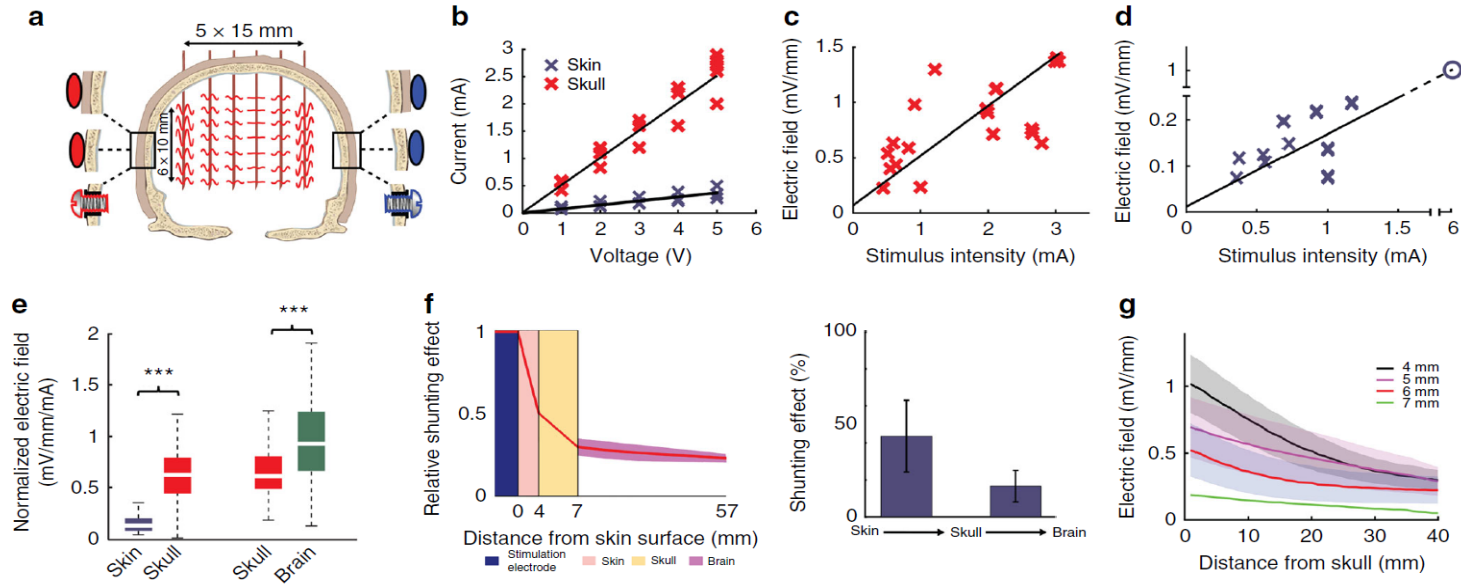 a
5 × 15 mm
6 × 10 mm
b
Current (mA)
3
2.5
2
1.5
1
0.5
0
Skin
Skull
0 1 2 3 4 5 6
Voltage (V)
c
Electric field (mV/mm)
1.5
1
0.5
0
0 1 2 3
Stimulus intensity (mA)
d
Electric field (mV/mm)
1
0.2
0.1
0
0 0.5 1.0 1.5 6
Stimulus intensity (mA)
e
Normalized electric field
(mV/mm/mA)
2
1.5
1
0.5
0
***
***
Skin
Skull
Skull
Brain
f
Relative shunting effect
1
0.5
0
0 4 7 57
Distance from skin surface (mm)
Stimulation
electrode
Skin
Skull
Brain
Shunting effect (%)
100
50
0
Skin Skull Brain
g
Electric field (mV/mm)
1
0.5
0
4 mm
5 mm
6 mm
7 mm
0 10 20 30 40
Distance from skull (mm)